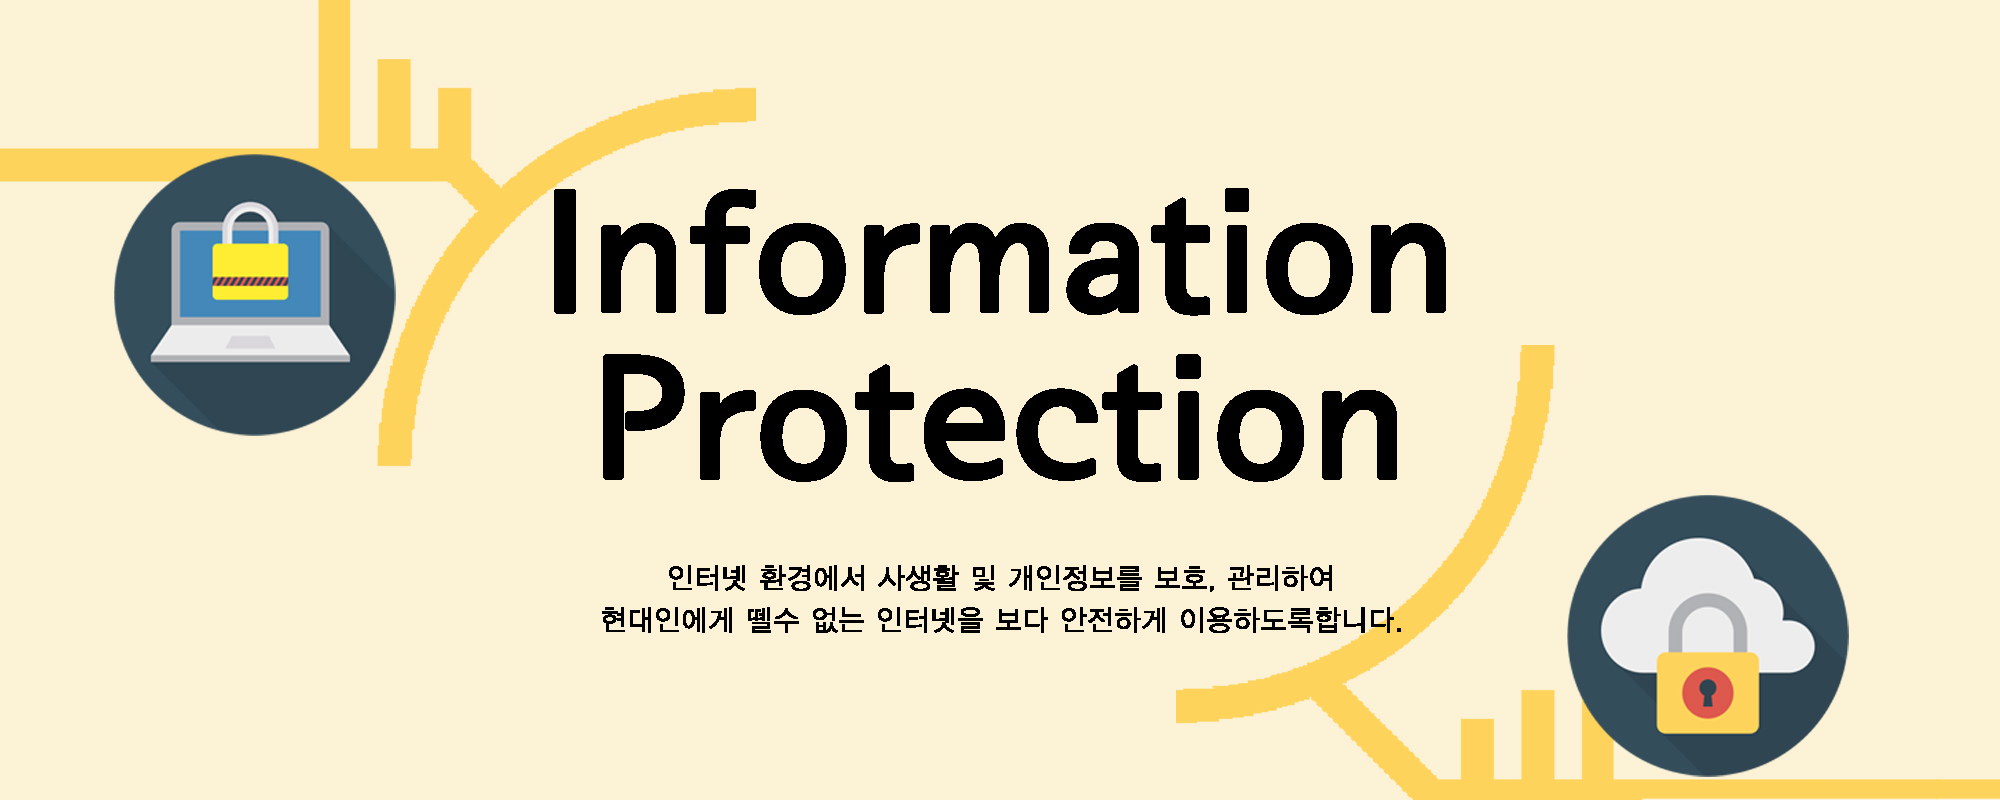 Information
Protection
인터넷 환경에서 사생활 및 개인정보를 보호, 관리하여
현대인에게 뗄수 없는 인터넷을 보다 안전하게 이용하도록합니다.